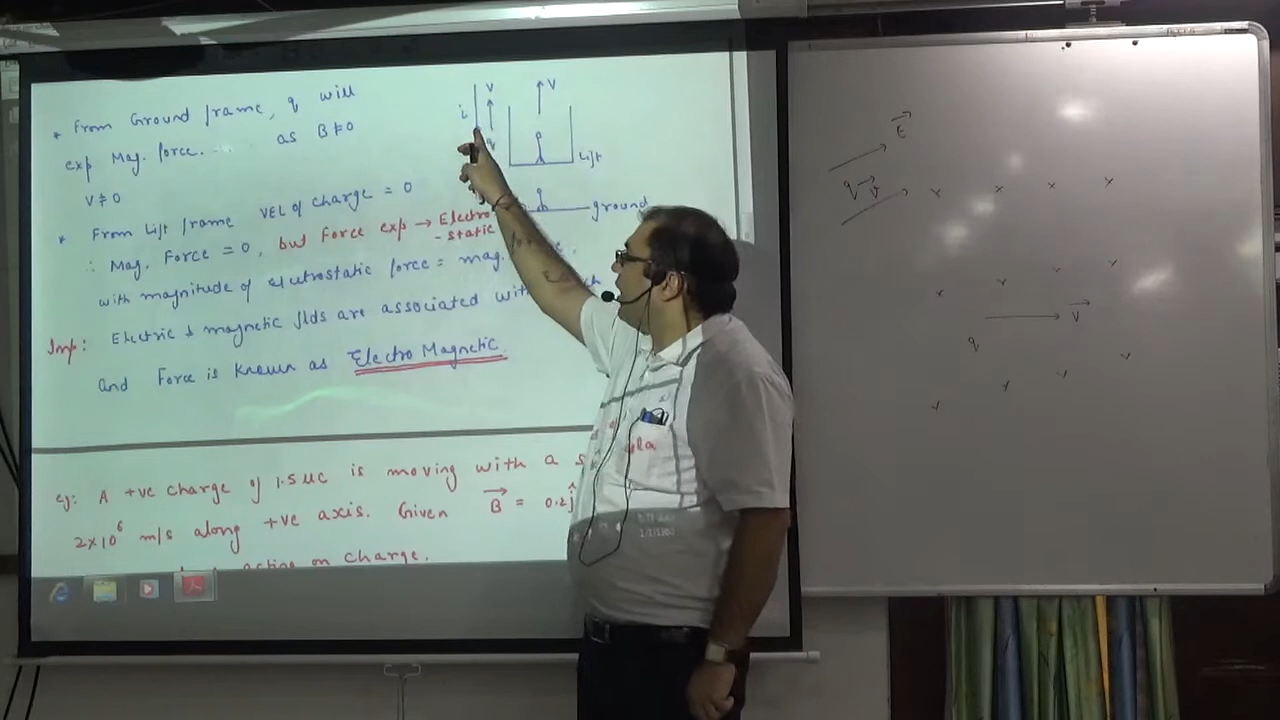 * From Ground frame, q will
exp Mag. force. as B≠0
V≠0
* From Lift frame VEL of charge = 0
∴ Mag. Force = 0, but Force exp → Electro
-static
with magnitude of electrostatic force = mag.
Imp: Electric & magnetic flds are associated with
and Force is known as Electro Magnetic.
i V V
Lift
ground
eg: A +ve charge of 1.5 μc is moving with a
2×10⁶ m/s along +ve axis. Given B⃗ = 0.2ĵ
acting on charge.
E⃗
q v⃗
x x x x
x x x x
v⃗
q
x x x x